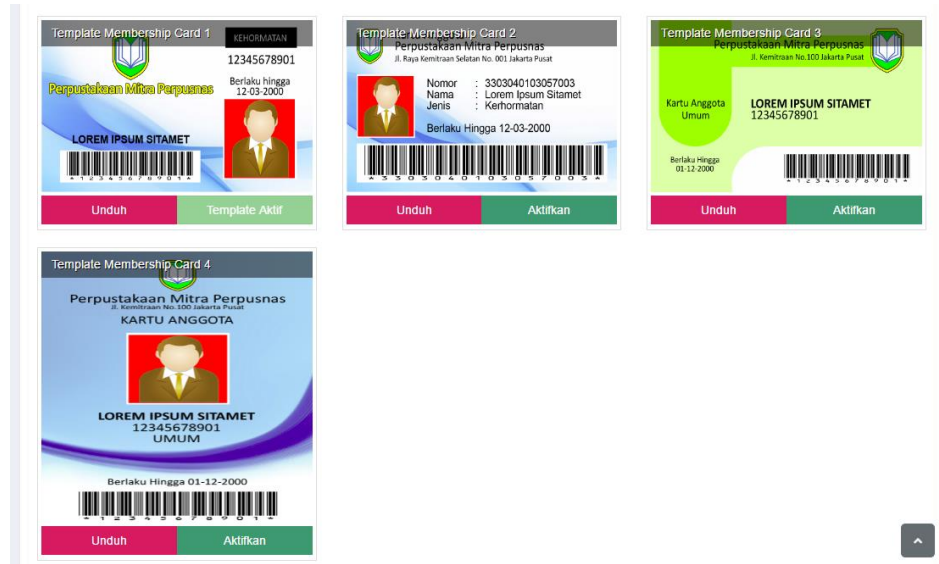 Template Membership Card 1
KEHORMATAN
12345678901
Berlaku hingga
12-03-2000
Perpustakaan Mitra Perpusnas
LOREM IPSUM SITAMET
*12345678901*
Unduh
Template Aktif
Template Membership Card 2
Perpustakaan Mitra Perpusnas
Jl. Raya Kemitraan Selatan No. 001 Jakarta Pusat
Nomor : 3303040103057003
Nama : Lorem Ipsum Sitamet
Jenis : Kerhormatan
Berlaku Hingga 12-03-2000
*3303040103057003*
Unduh
Aktifkan
Template Membership Card 3
Perpustakaan Mitra Perpusnas
Jl. Kemitraan No.100 Jakarta Pusat
Kartu Anggota
Umum
LOREM IPSUM SITAMET
12345678901
Berlaku Hingga
01-12-2000
*12345678901*
Unduh
Aktifkan
Template Membership Card 4
Perpustakaan Mitra Perpusnas
Jl. Kemitraan No.100 Jakarta Pusat
KARTU ANGGOTA
LOREM IPSUM SITAMET
12345678901
UMUM
Berlaku Hingga 01-12-2000
*12345678901*
Unduh
Aktifkan